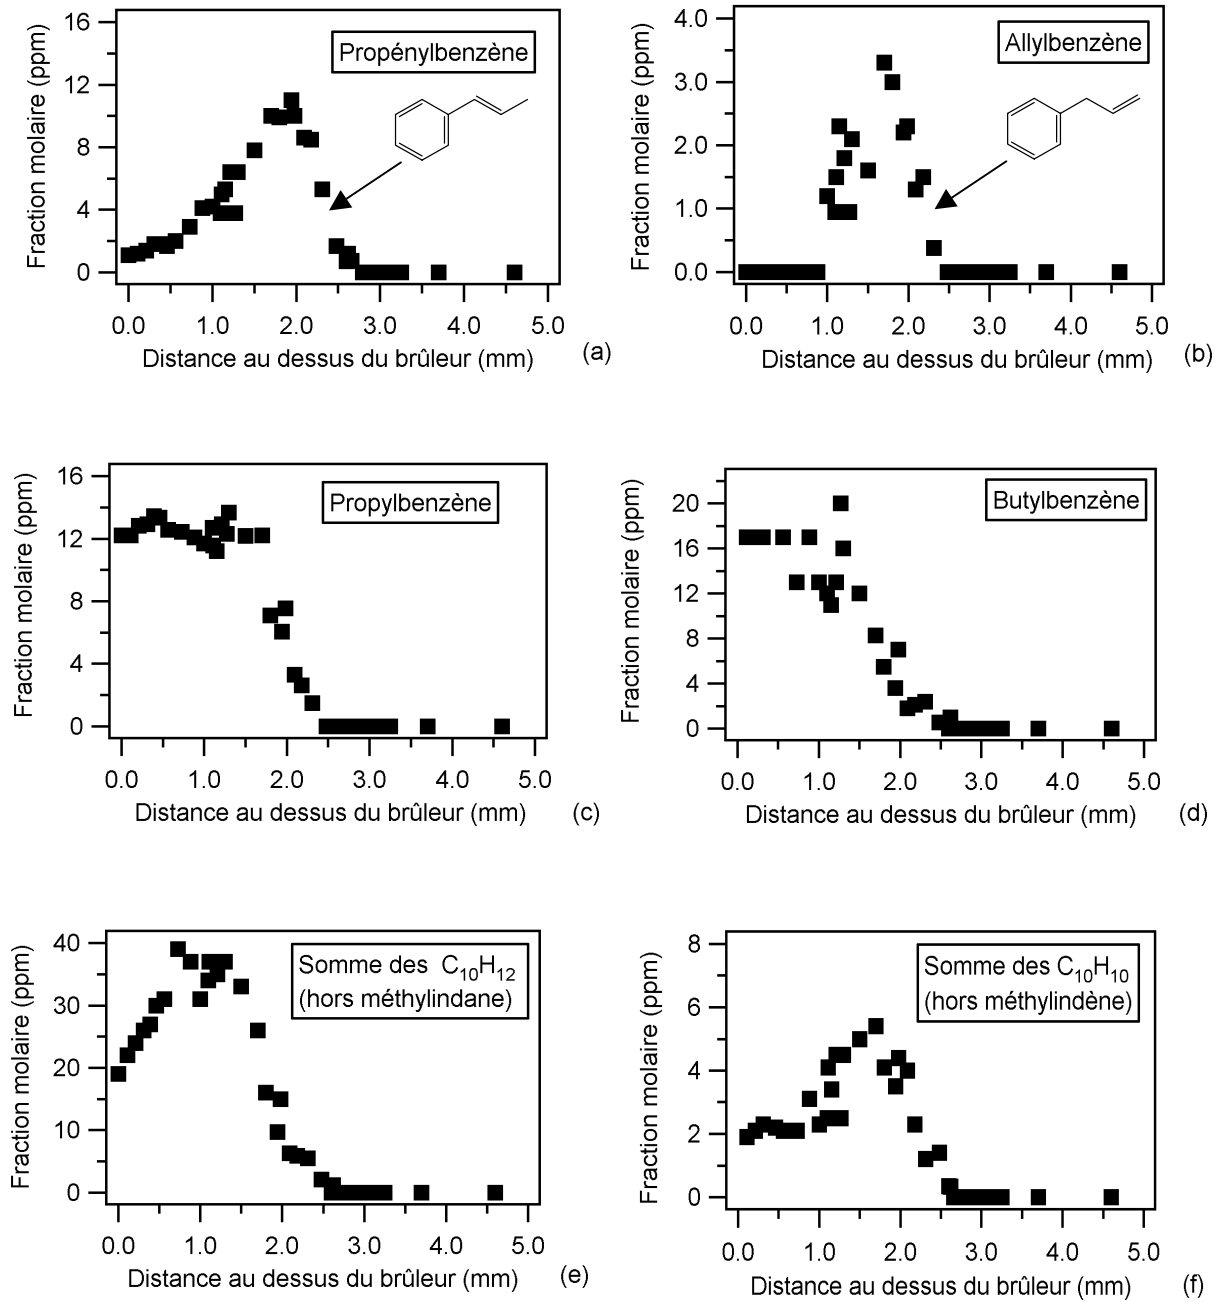 Propénylbenzène
Fraction molaire (ppm)
16
12
8
4
0
0.0 1.0 2.0 3.0 4.0 5.0
Distance au dessus du brûleur (mm)
(a)
Allylbenzène
Fraction molaire (ppm)
4.0
3.0
2.0
1.0
0.0
0.0 1.0 2.0 3.0 4.0 5.0
Distance au dessus du brûleur (mm)
(b)
Propylbenzène
Fraction molaire (ppm)
16
12
8
4
0
0.0 1.0 2.0 3.0 4.0 5.0
Distance au dessus du brûleur (mm)
(c)
Butylbenzène
Fraction molaire (ppm)
20
16
12
8
4
0
0.0 1.0 2.0 3.0 4.0 5.0
Distance au dessus du brûleur (mm)
(d)
Somme des C10H12
(hors méthylindane)
Fraction molaire (ppm)
40
30
20
10
0
0.0 1.0 2.0 3.0 4.0 5.0
Distance au dessus du brûleur (mm)
(e)
Somme des C10H10
(hors méthylindène)
Fraction molaire (ppm)
8
6
4
2
0
0.0 1.0 2.0 3.0 4.0 5.0
Distance au dessus du brûleur (mm)
(f)